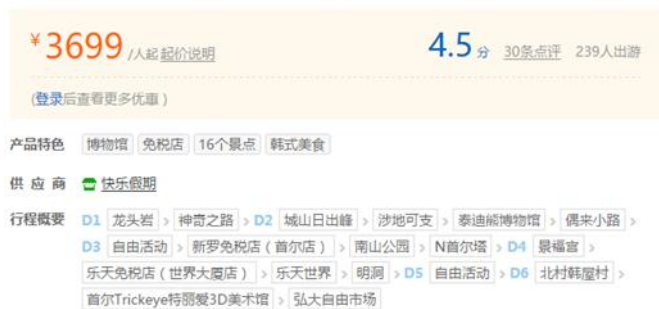 ¥3699/人起 起价说明 4.5分 30条点评 239人出游
(登录后查看更多优惠)
产品特色 博物馆 免税店 16个景点 韩式美食
供应商 快乐假期
行程概要 D1 龙头岩 > 神奇之路 > D2 城山日出峰 > 涉地可支 > 泰迪熊博物馆 > 偶来小路 >
D3 自由活动 > 新罗免税店(首尔店) > 南山公园 > N首尔塔 > D4 景福宫 >
乐天免税店(世界大厦店) > 乐天世界 > 明洞 > D5 自由活动 > D6 北村韩屋村 >
首尔Trickeye特丽爱3D美术馆 > 弘大自由市场